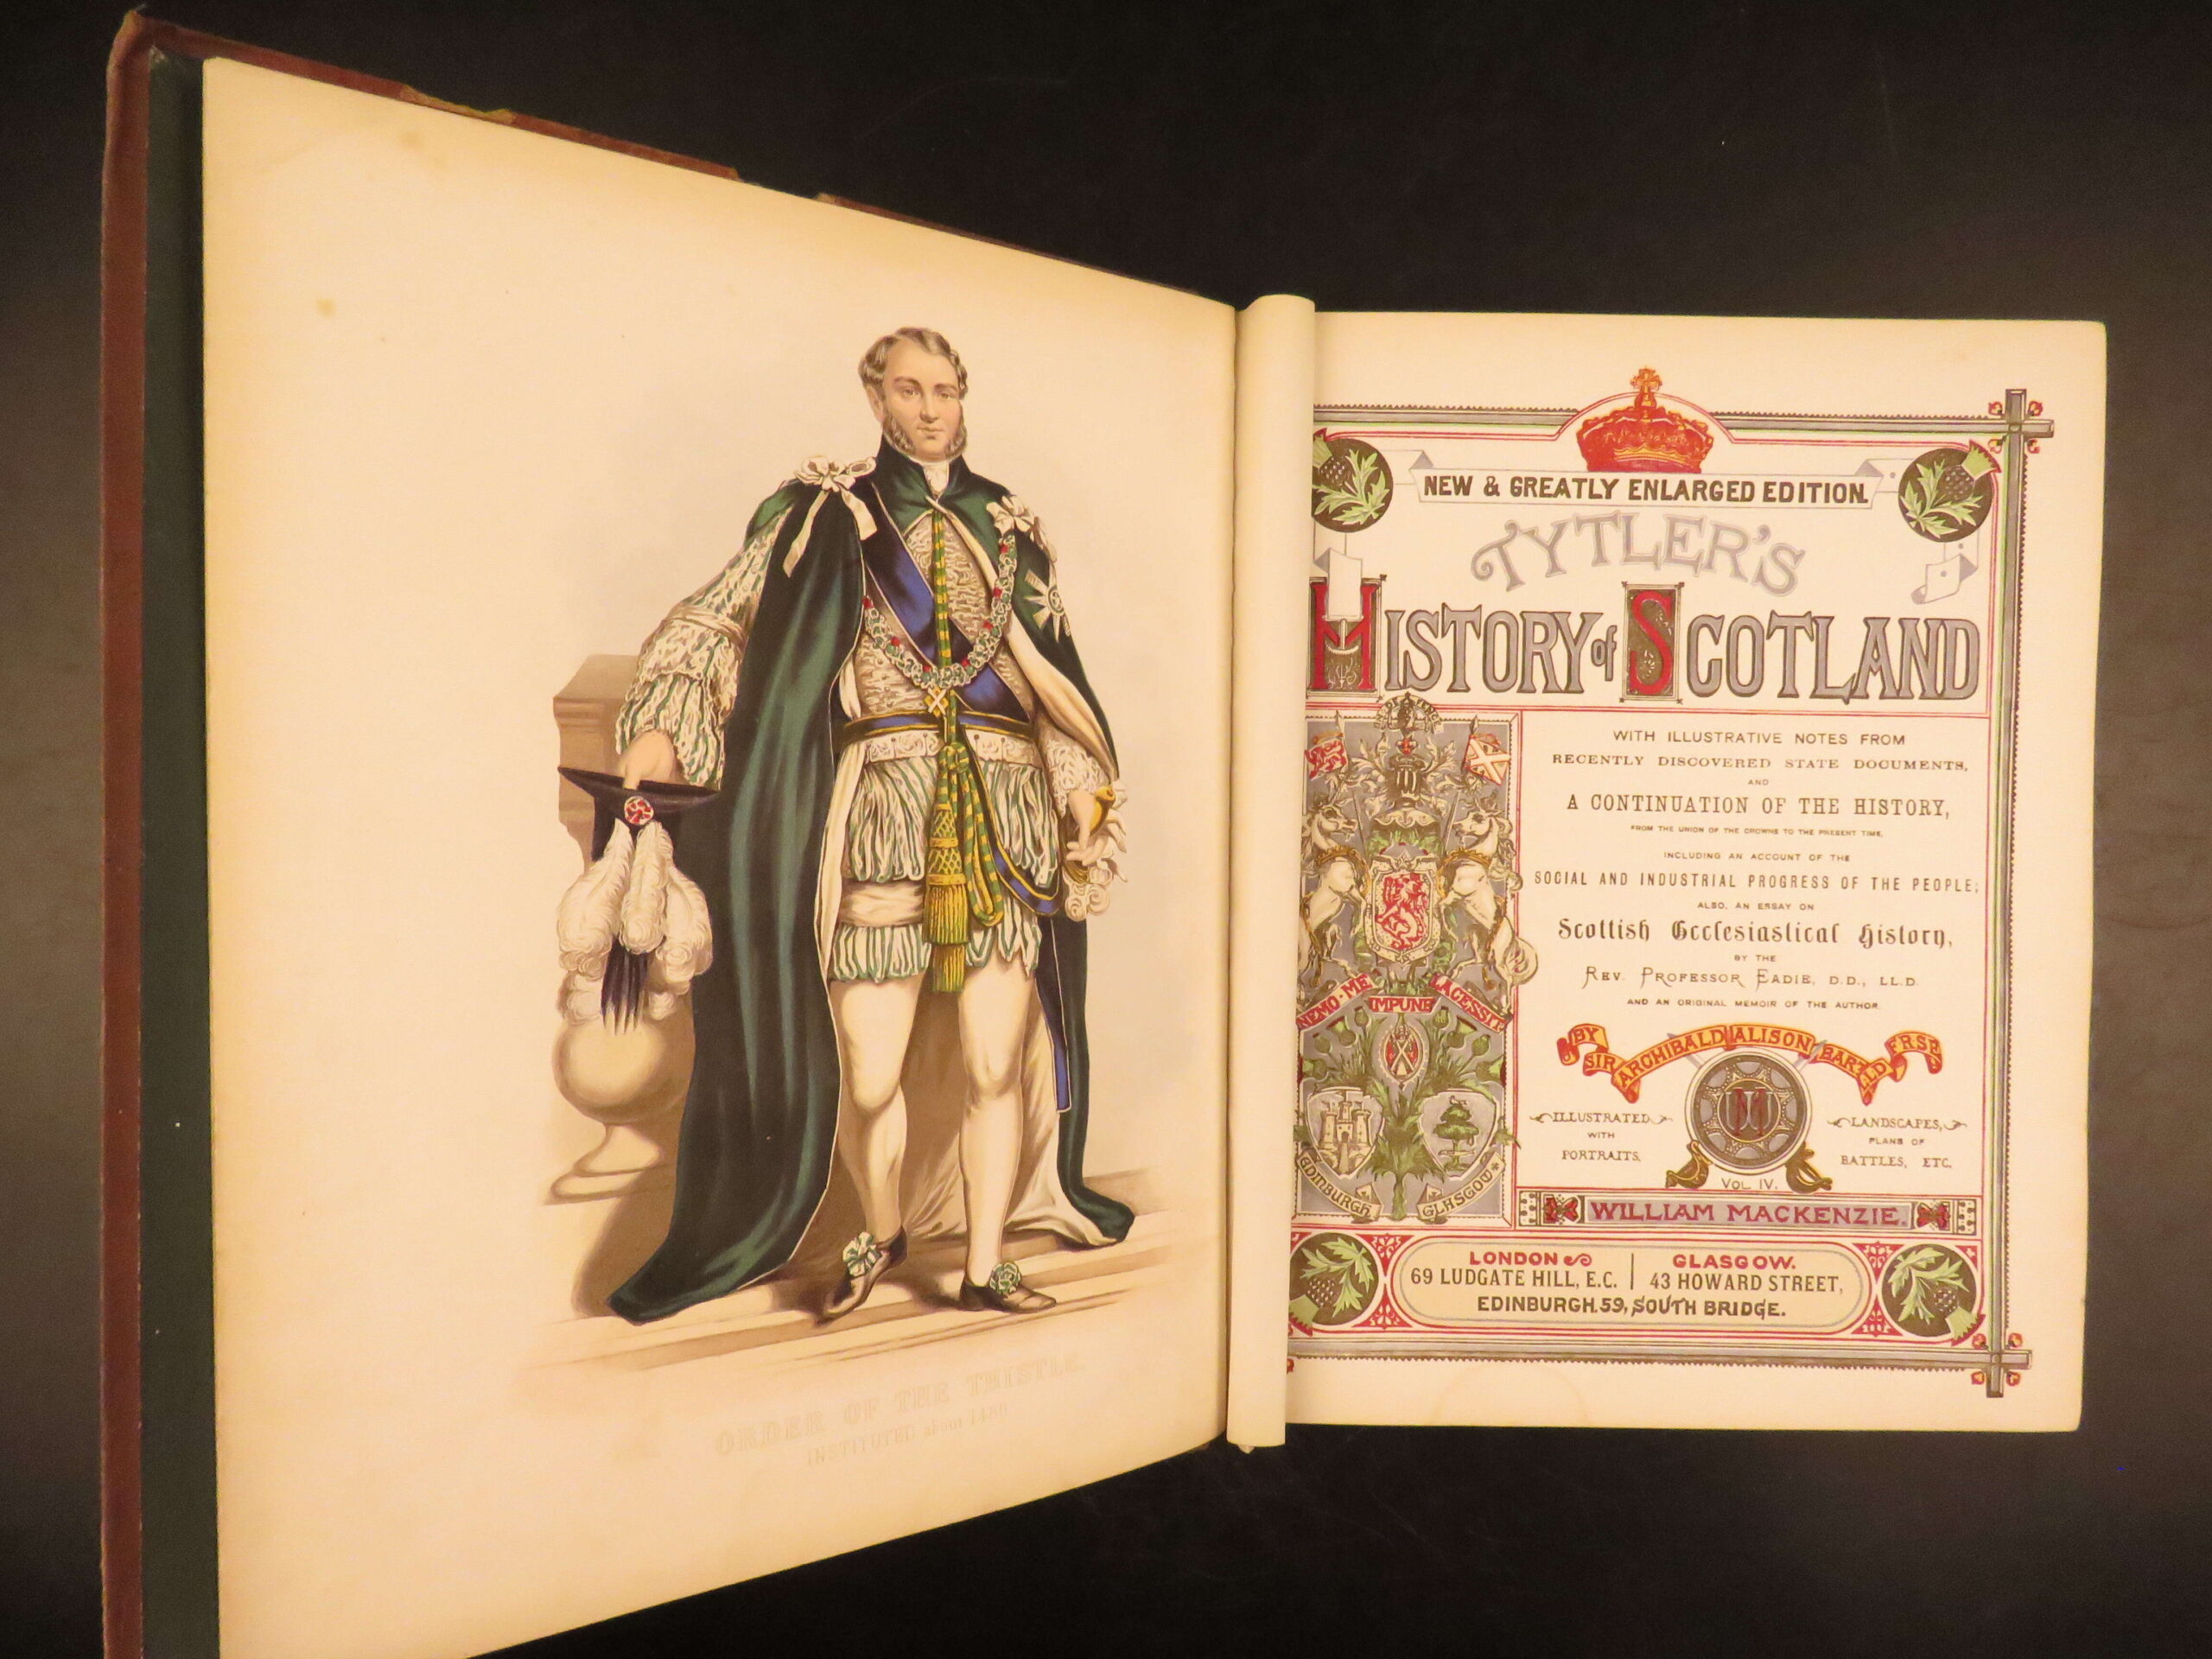 ORDER OF THE THISTLE.
INSTITUTED about 1486
NEW & GREATLY ENLARGED EDITION.
TYTLER'S
HISTORY of SCOTLAND
WITH ILLUSTRATIVE NOTES FROM
RECENTLY DISCOVERED STATE DOCUMENTS,
AND
A CONTINUATION OF THE HISTORY,
FROM THE UNION OF THE CROWNS TO THE PRESENT TIME,
INCLUDING AN ACCOUNT OF THE
SOCIAL AND INDUSTRIAL PROGRESS OF THE PEOPLE;
ALSO, AN ESSAY ON
Scottish Ecclesiastical History,
BY THE
REV. PROFESSOR EADIE, D.D., LL.D.
AND AN ORIGINAL MEMOIR OF THE AUTHOR.
BY SIR ARCHIBALD ALISON BART LLD FRSE
ILLUSTRATED
WITH
PORTRAITS,
LANDSCAPES,
PLANS OF
BATTLES, ETC.
VOL. IV.
NEMO·ME IMPUNE LACESSIT
EDINBURGH
GLASGOW
WILLIAM MACKENZIE.
LONDON
69 LUDGATE HILL, E.C.
GLASGOW.
43 HOWARD STREET,
EDINBURGH 59, SOUTH BRIDGE.